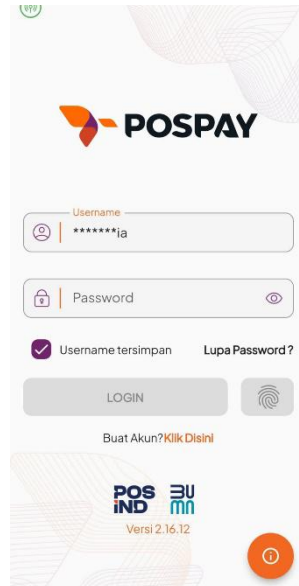 POSPAY
Username
*******ia
Password
Username tersimpan Lupa Password ?
LOGIN
Buat Akun?Klik Disini
POS IND BUMN
Versi 2.16.12